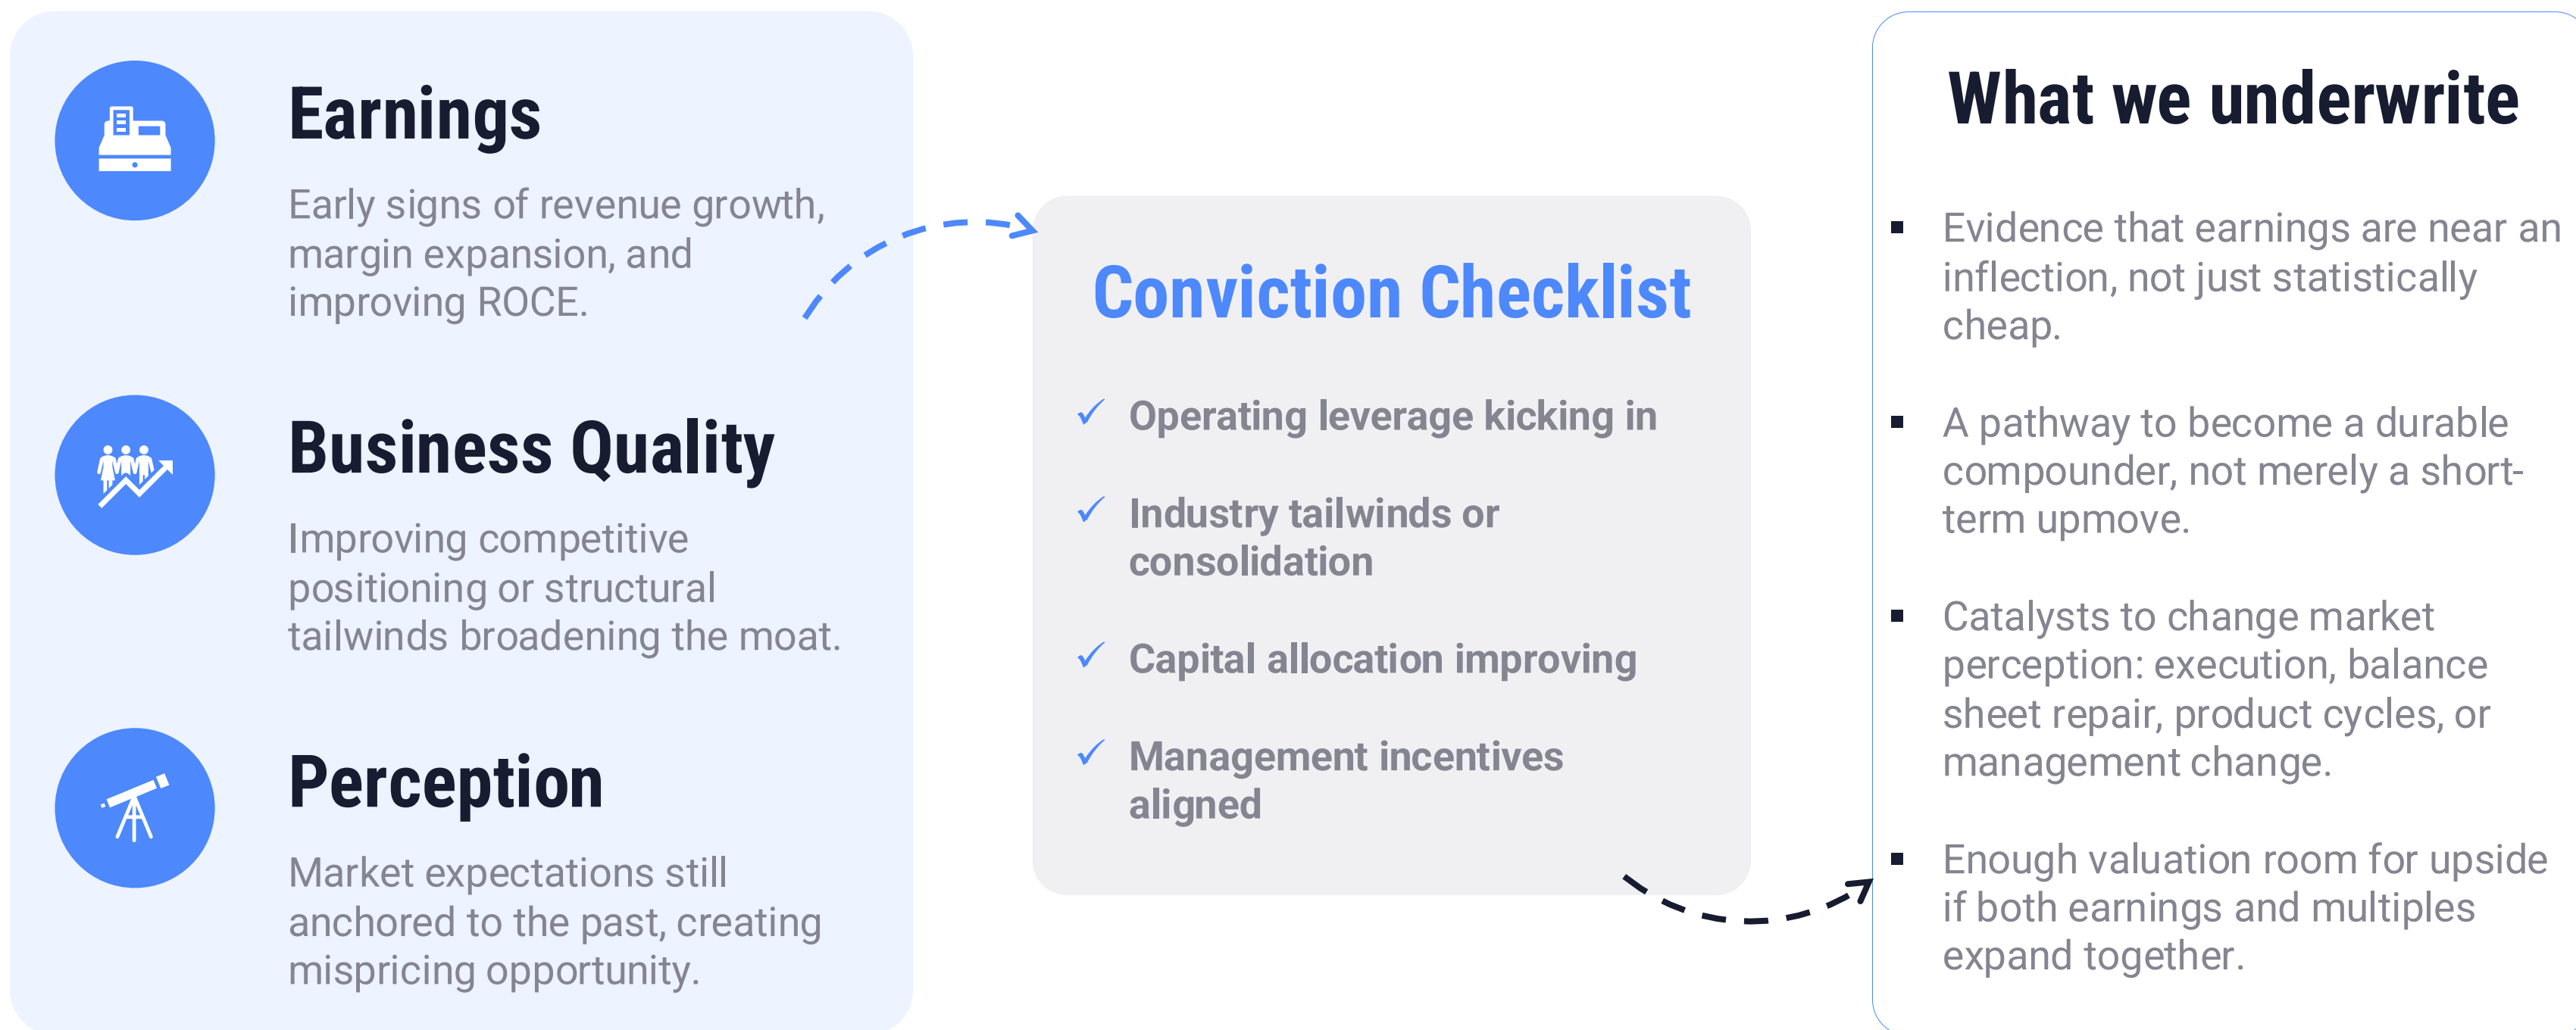 Earnings
Early signs of revenue growth,
margin expansion, and
improving ROCE.
Business Quality
Improving competitive
positioning or structural
tailwinds broadening the moat.
Perception
Market expectations still
anchored to the past, creating
mispricing opportunity.
Conviction Checklist
✓ Operating leverage kicking in
✓ Industry tailwinds or
consolidation
✓ Capital allocation improving
✓ Management incentives
aligned
What we underwrite
▪ Evidence that earnings are near an
inflection, not just statistically
cheap.
▪ A pathway to become a durable
compounder, not merely a short-
term upmove.
▪ Catalysts to change market
perception: execution, balance
sheet repair, product cycles, or
management change.
▪ Enough valuation room for upside
if both earnings and multiples
expand together.